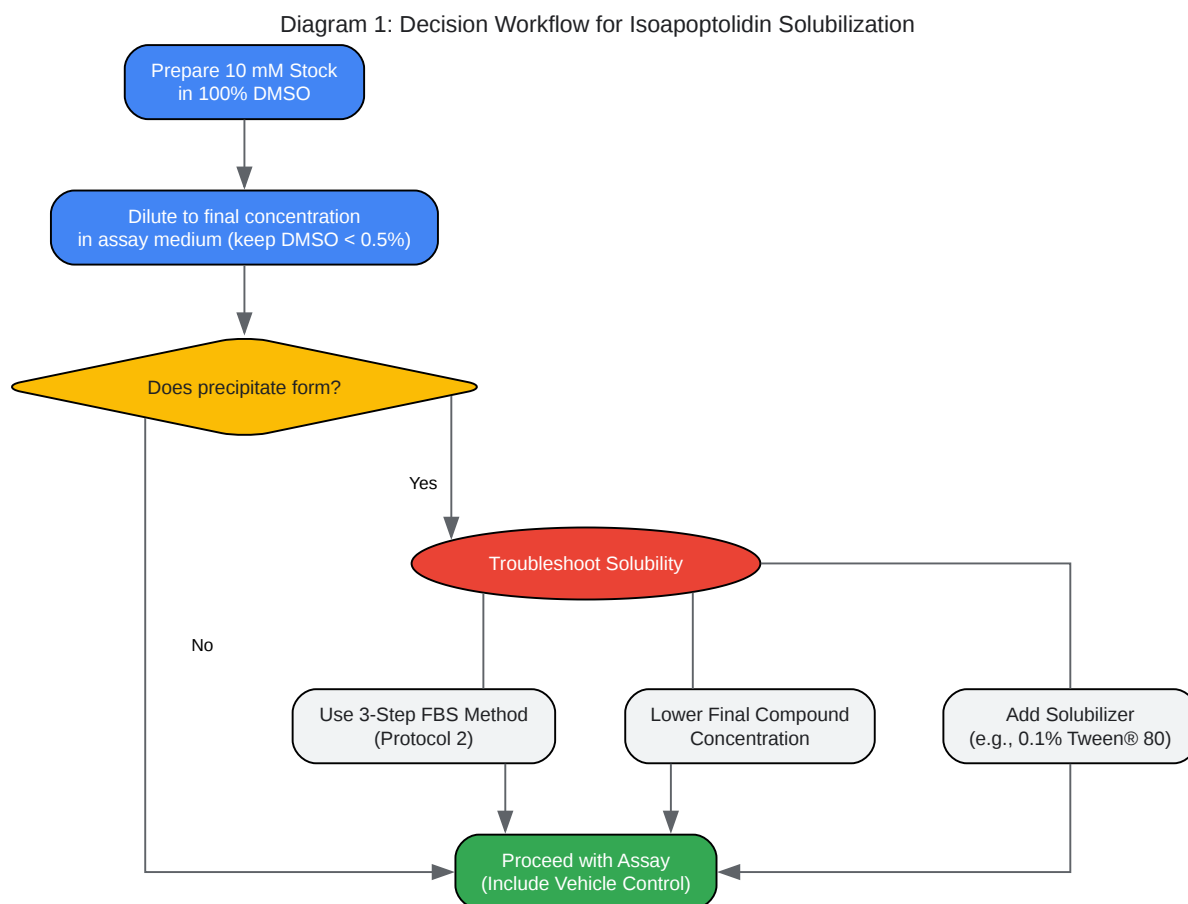 Diagram 1: Decision Workflow for Isoapoptolidin Solubilization
Prepare 10 mM Stock
in 100% DMSO
Dilute to final concentration
in assay medium (keep DMSO < 0.5%)
Does precipitate form?
Yes
Troubleshoot Solubility
No
Use 3-Step FBS Method
(Protocol 2)
Lower Final Compound
Concentration
Add Solubilizer
(e.g., 0.1% Tween® 80)
Proceed with Assay
(Include Vehicle Control)